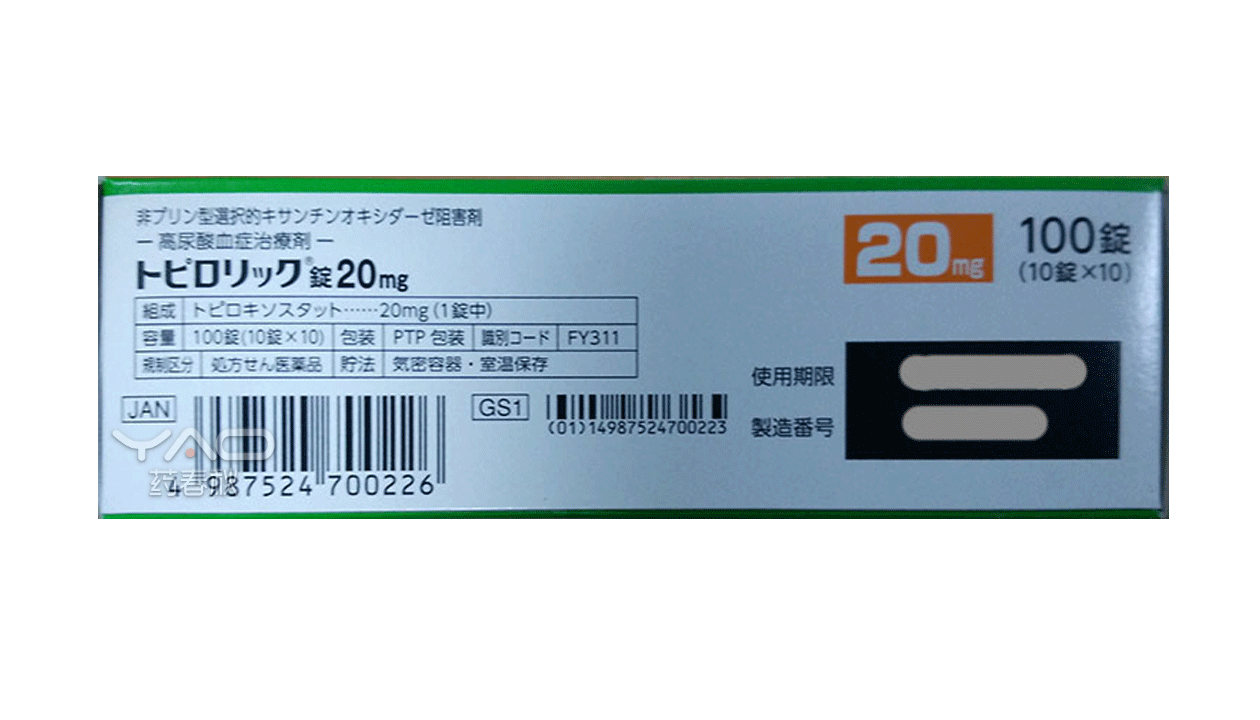 非プリン型選択的キサンチンオキシダーゼ阻害剤
― 高尿酸血症治療剤 ―
トピロリック®錠20mg
組成 トピロキソスタット……20mg (1錠中)
容量 100錠(10錠×10) 包装 PTP 包装 識別コード FY311
規制区分 処方せん医薬品 貯法 気密容器・室温保存
20mg
100錠
(10錠×10)
使用期限
製造番号
JAN
4 987524 700226
GS1
(01)14987524700223
YAO